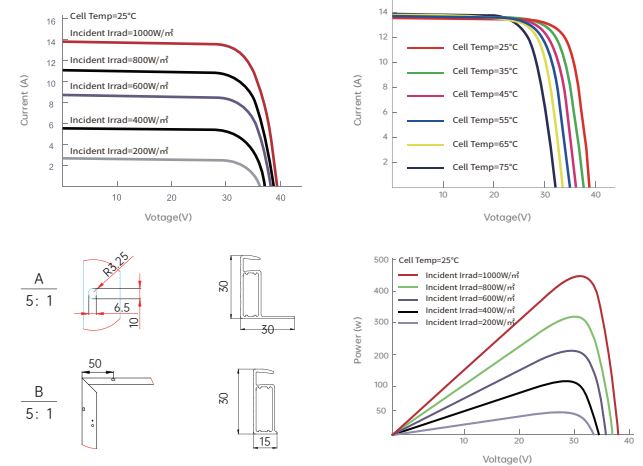 Cell Temp=25°C
Incident Irrad=1000W/㎡
Incident Irrad=800W/㎡
Incident Irrad=600W/㎡
Incident Irrad=400W/㎡
Incident Irrad=200W/㎡
16
14
12
10
8
6
4
2
10
20
30
40
Current (A)
Votage(V)
14
12
10
8
6
4
2
10
20
30
40
Current (A)
Cell Temp=25°C
Cell Temp=35°C
Cell Temp=45°C
Cell Temp=55°C
Cell Temp=65°C
Cell Temp=75°C
Votage(V)
A
5: 1
R3.25
6.5
10
30
30
B
5: 1
50
30
15
500
400
300
200
100
50
Power (w)
Cell Temp=25°C
Incident Irrad=1000W/㎡
Incident Irrad=800W/㎡
Incident Irrad=600W/㎡
Incident Irrad=400W/㎡
Incident Irrad=200W/㎡
10
20
30
40
Voltage(V)